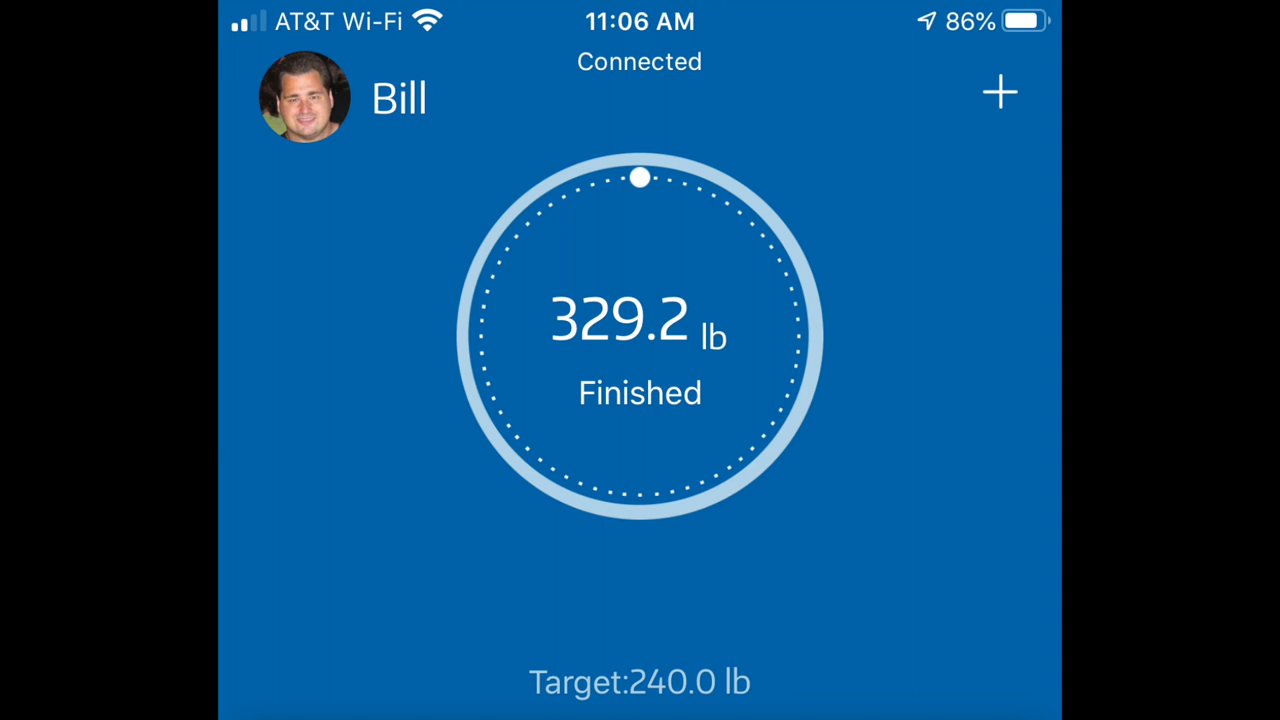 AT&T Wi-Fi 11:06 AM 86%
Connected
Bill
329.2 lb
Finished
Target:240.0 lb